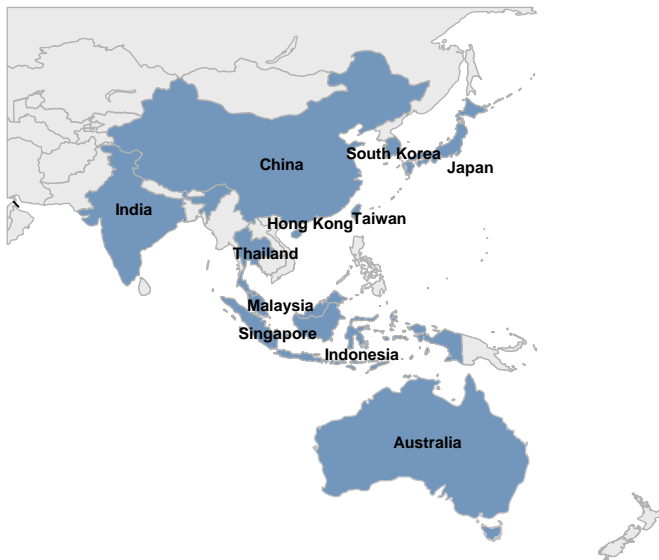 South Korea
China
Japan
India
Taiwan
Hong Kong
Thailand
Malaysia
Singapore
Indonesia
Australia